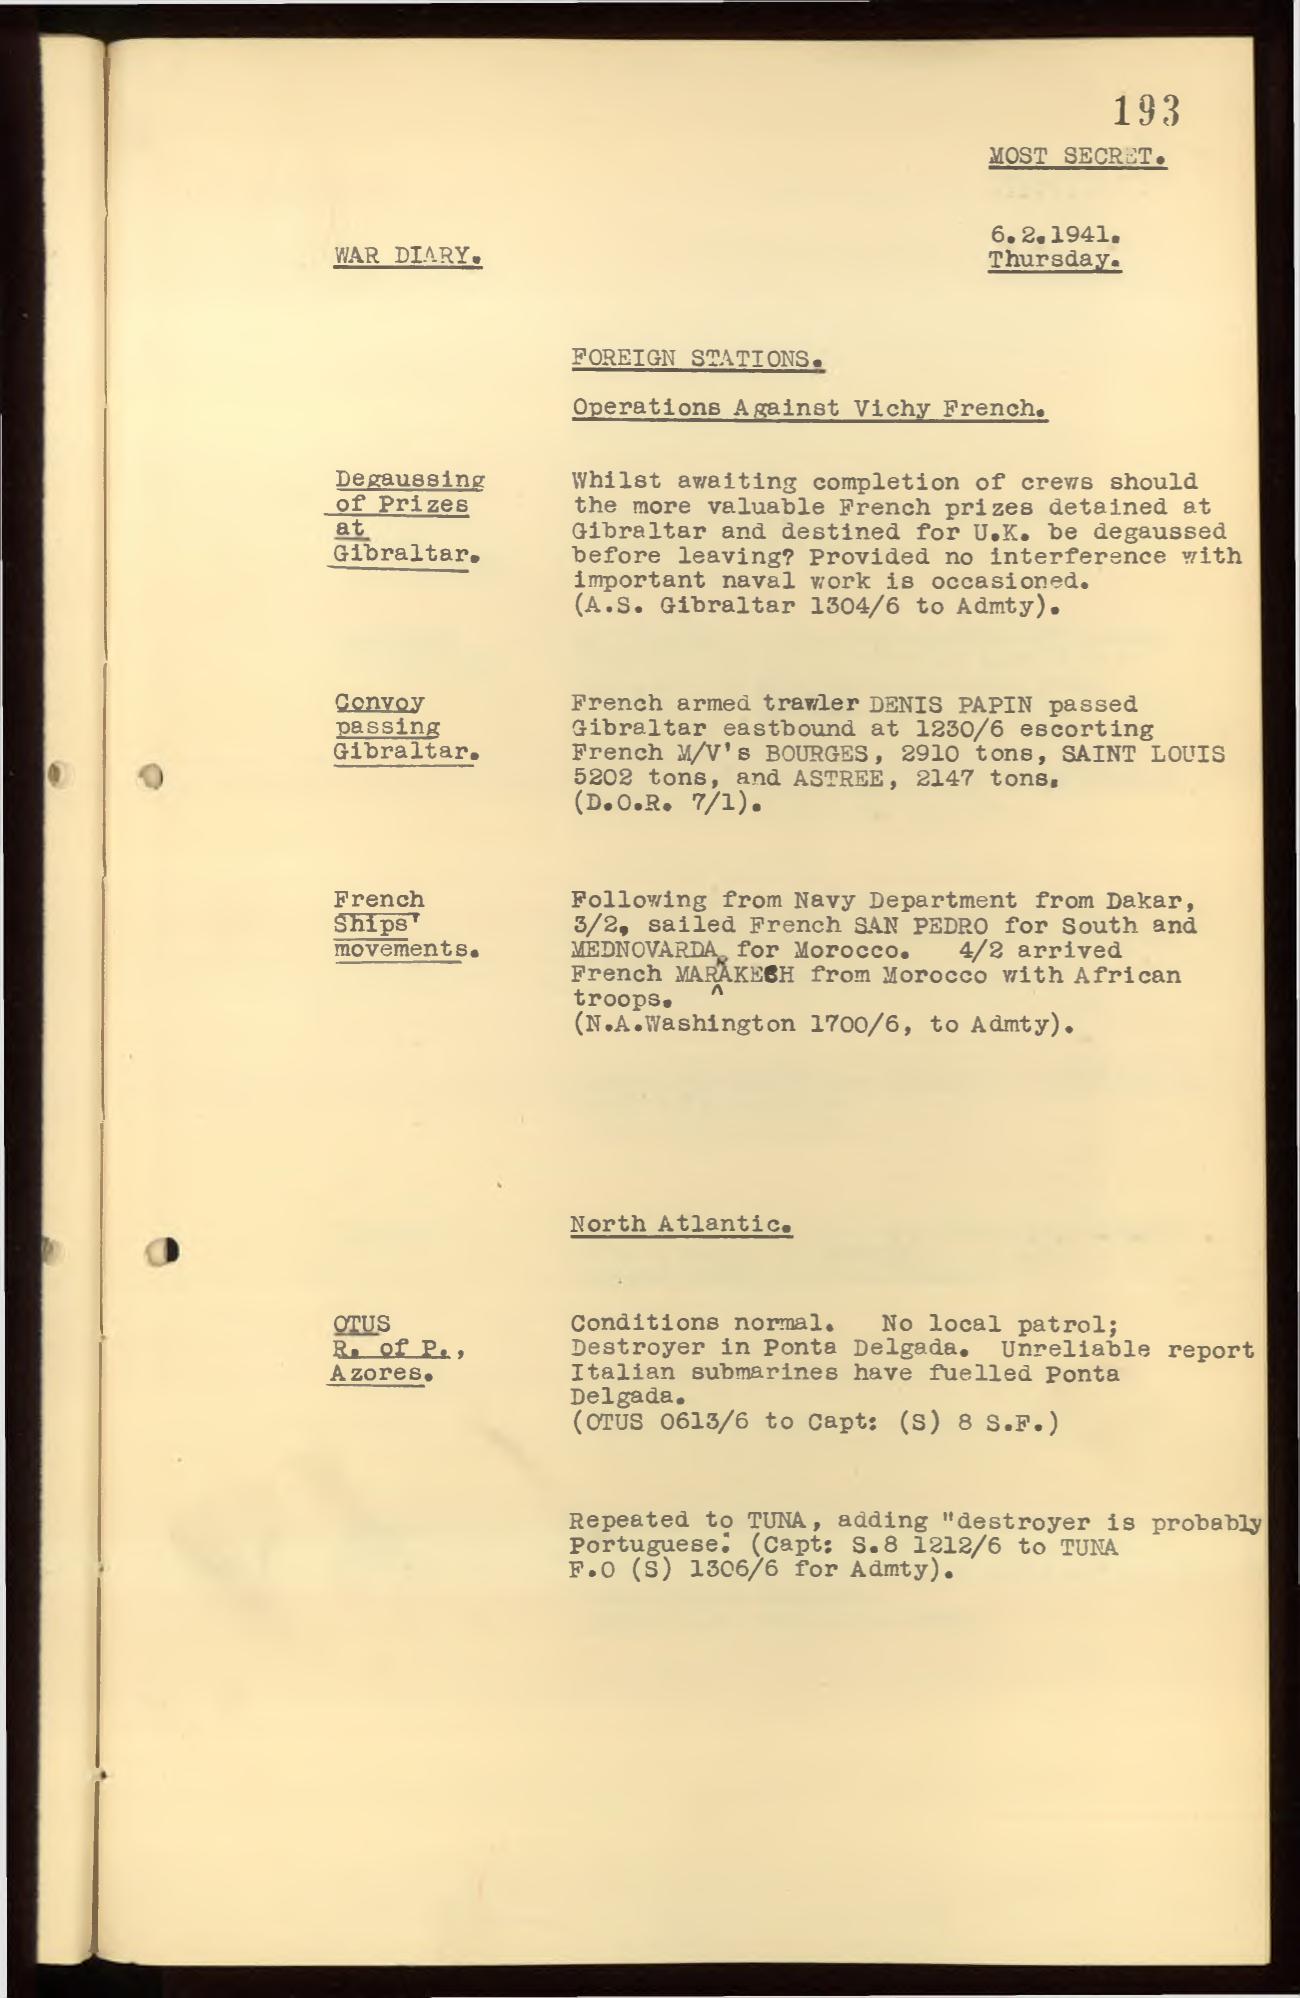 193
MOST SECRET.
6.2.1941.
WAR DIARY.
Thursday.
FOREIGN STATIONS.
Operations Against Vichy French.
Degaussing
of Prizes
at
Gibraltar.
Whilst awaiting completion of crews should
the more valuable French prizes detained at
Gibraltar and destined for U.K. be degaussed
before leaving? Provided no interference with
important naval work is occasioned.
(A.S. Gibraltar 1304/6 to Admty).
Convoy
passing
Gibraltar.
French armed trawler DENIS PAPIN passed
Gibraltar eastbound at 1230/6 escorting
French M/V's BOURGES, 2910 tons, SAINT LOUIS
5202 tons, and ASTREE, 2147 tons.
(D.O.R. 7/1).
French
Ships'
movements.
Following from Navy Department from Dakar,
3/2, sailed French SAN PEDRO for South and
MEDNOVARDA for Morocco. 4/2 arrived
French MARRAKESH from Morocco with African
troops.
(N.A.Washington 1700/6, to Admty).
North Atlantic.
OTUS
R. of P.,
Azores.
Conditions normal. No local patrol;
Destroyer in Ponta Delgada. Unreliable report
Italian submarines have fuelled Ponta
Delgada.
(OTUS 0613/6 to Capt: (S) 8 S.F.)
Repeated to TUNA, adding "destroyer is probably
Portuguese: (Capt: S.8 1212/6 to TUNA
F.O (S) 1306/6 for Admty).